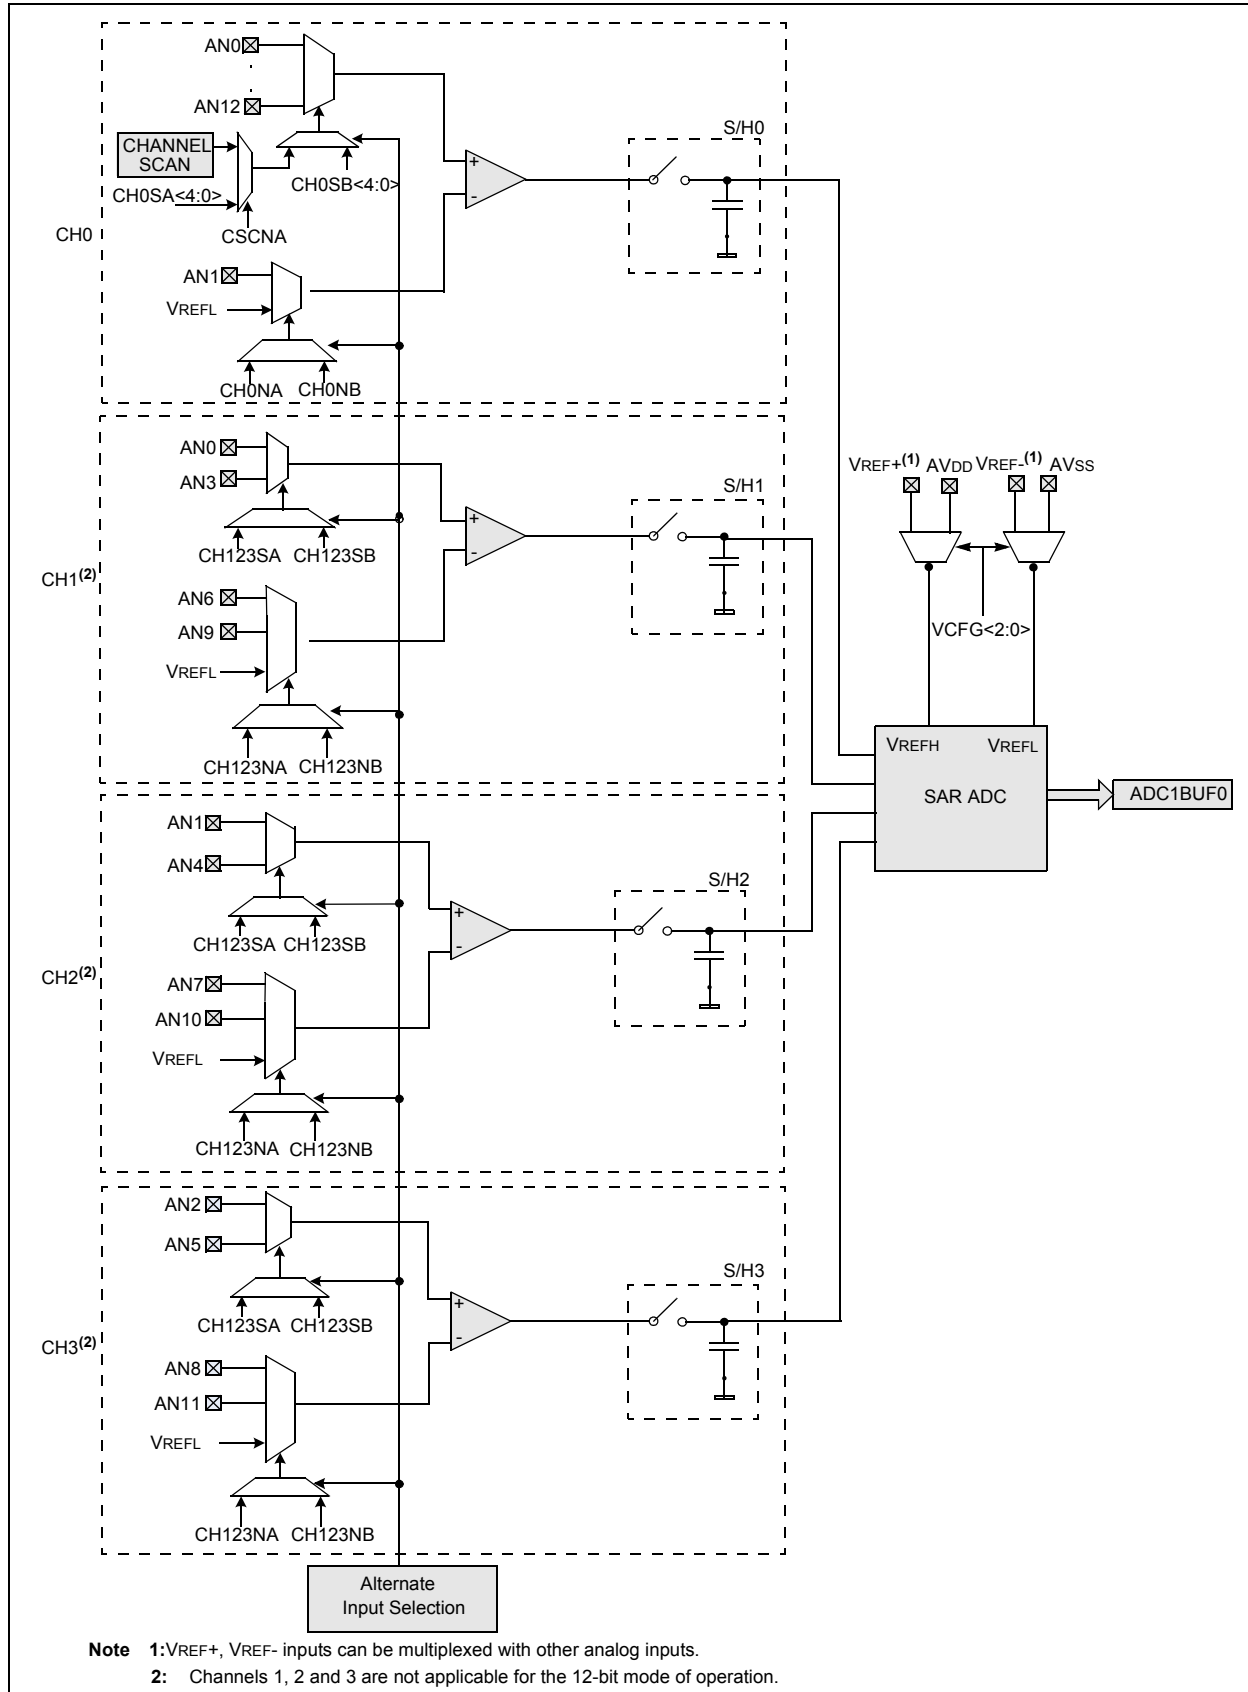 AN0
.
.
AN12
CHANNEL
SCAN
CH0SA<4:0>
CH0SB<4:0>
CSCNA
CH0
AN1
VREFL
CH0NA
CH0NB
+
-
S/H0
AN0
AN3
CH123SA
CH123SB
CH1(2)
AN6
AN9
VREFL
CH123NA
CH123NB
+
-
S/H1
VREF+(1)
AVDD
VREF-(1)
AVSS
VCFG<2:0>
VREFH
VREFL
SAR ADC
ADC1BUF0
AN1
AN4
CH123SA
CH123SB
CH2(2)
AN7
AN10
VREFL
CH123NA
CH123NB
+
-
S/H2
AN2
AN5
CH123SA
CH123SB
CH3(2)
AN8
AN11
VREFL
CH123NA
CH123NB
+
-
S/H3
Alternate
Input Selection
Note 1:VREF+, VREF- inputs can be multiplexed with other analog inputs.
2: Channels 1, 2 and 3 are not applicable for the 12-bit mode of operation.